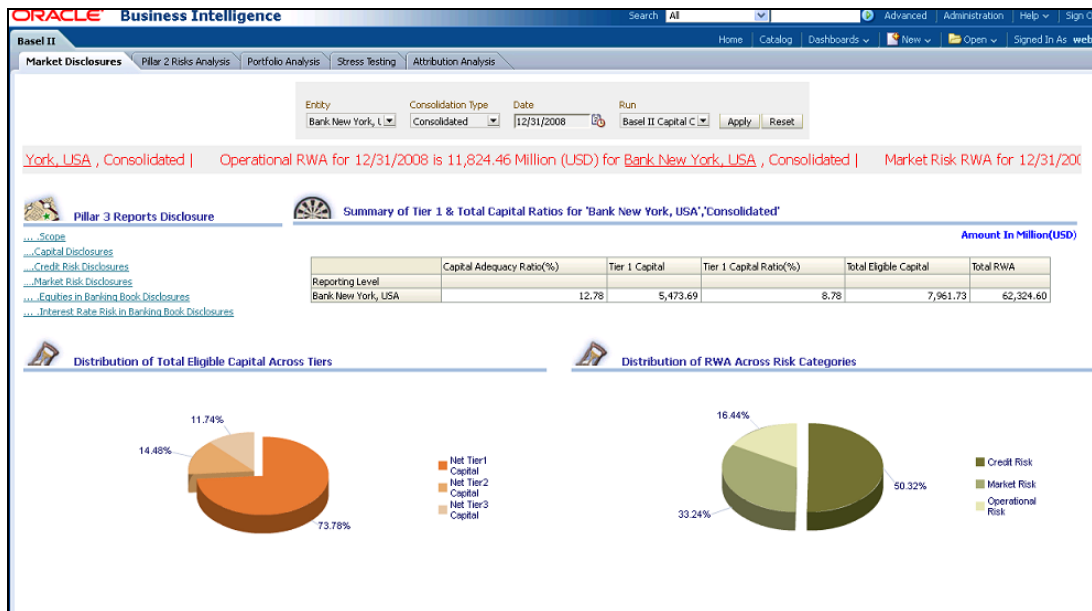 ORACLE Business Intelligence
Search All Advanced Administration Help Sign
Basel II
Home Catalog Dashboards New Open Signed In As web
Market Disclosures Pillar 2 Risks Analysis Portfolio Analysis Stress Testing Attribution Analysis
Entity Consolidation Type Date Run
Bank New York, Consolidated 12/31/2008 Basel II Capital C Apply Reset
York, USA , Consolidated | Operational RWA for 12/31/2008 is 11,824.46 Million (USD) for Bank New York, USA , Consolidated | Market Risk RWA for 12/31/200
Pillar 3 Reports Disclosure
Summary of Tier 1 & Total Capital Ratios for 'Bank New York, USA','Consolidated'
... .Scope
....Capital Disclosures
....Credit Risk Disclosures
....Market Risk Disclosures
... .Equities in Banking Book Disclosures
... .Interest Rate Risk in Banking Book Disclosures
Amount In Million(USD)
Capital Adequacy Ratio(%) Tier 1 Capital Tier 1 Capital Ratio(%) Total Eligible Capital Total RWA
Reporting Level
Bank New York, USA 12.78 5,473.69 8.78 7,961.73 62,324.60
Distribution of Total Eligible Capital Across Tiers
11.74%
14.48%
73.78%
Net Tier1
Capital
Net Tier2
Capital
Net Tier3
Capital
Distribution of RWA Across Risk Categories
16.44%
33.24%
50.32%
Credit Risk
Market Risk
Operational
Risk